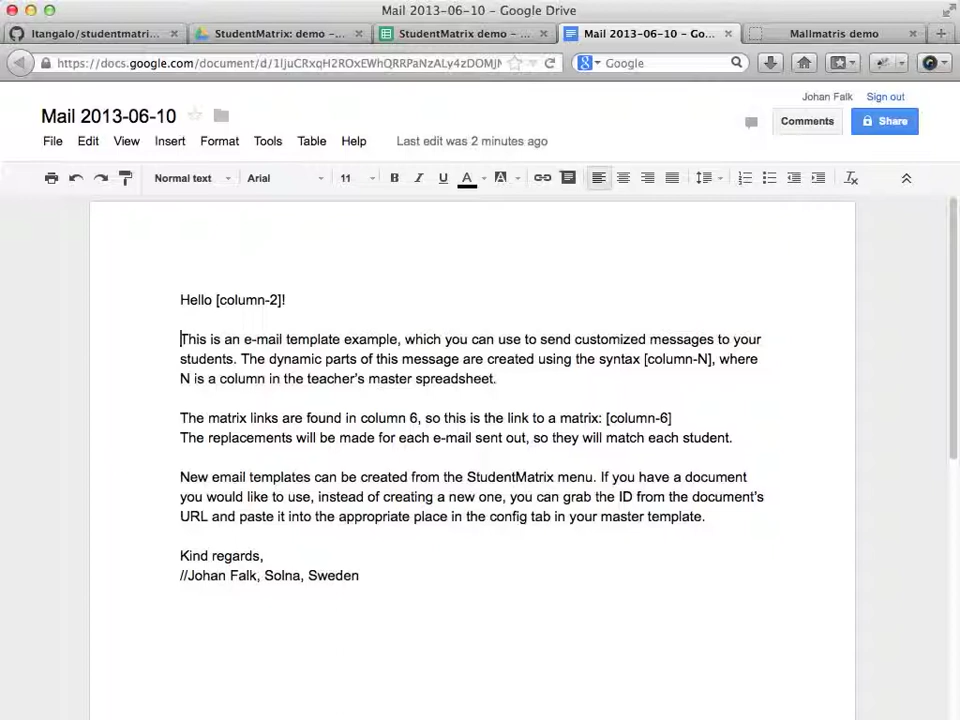 Mail 2013-06-10 – Google Drive
Itangalo/studentmatri...
StudentMatrix: demo –...
StudentMatrix demo – ...
Mail 2013-06-10 – Go...
Mallmatris demo
Google
Johan Falk Sign out
Mail 2013-06-10
Comments
Share
File Edit View Insert Format Tools Table Help Last edit was 2 minutes ago
Normal text Arial 11 B I U A A
Hello [column-2]!
This is an e-mail template example, which you can use to send customized messages to your
students. The dynamic parts of this message are created using the syntax [column-N], where
N is a column in the teacher's master spreadsheet.
The matrix links are found in column 6, so this is the link to a matrix: [column-6]
The replacements will be made for each e-mail sent out, so they will match each student.
New email templates can be created from the StudentMatrix menu. If you have a document
you would like to use, instead of creating a new one, you can grab the ID from the document's
URL and paste it into the appropriate place in the config tab in your master template.
Kind regards,
//Johan Falk, Solna, Sweden